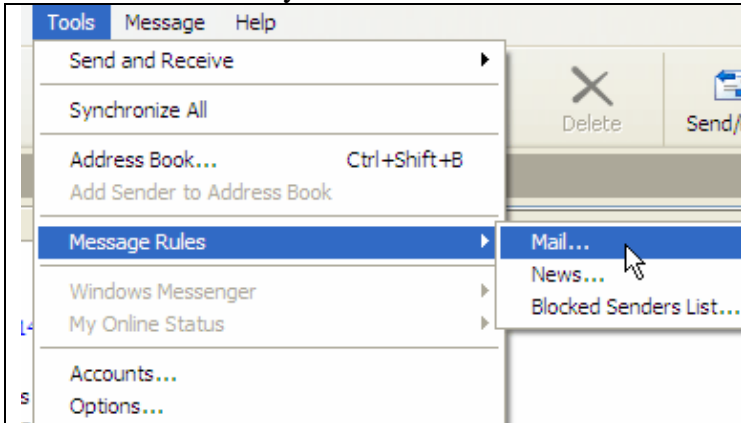 Tools Message Help
Send and Receive
Synchronize All
Delete Send/
Address Book... Ctrl+Shift+B
Add Sender to Address Book
Message Rules Mail...
News...
Blocked Senders List...
Windows Messenger
My Online Status
Accounts...
Options...